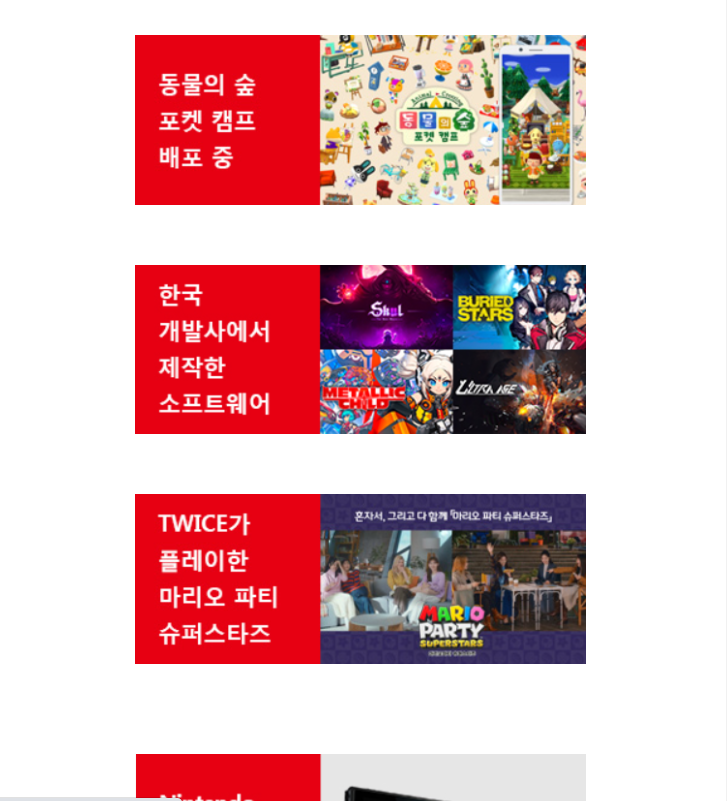 동물의 숲
포켓 캠프
배포 중
Animal Crossing
동물의 숲
포켓 캠프
한국
개발사에서
제작한
소프트웨어
Skul
BURIED
STARS
METALLIC
CHILD
ULTRA AGE
TWICE가
플레이한
마리오 파티
슈퍼스타즈
혼자서, 그리고 다 함께 「마리오 파티 슈퍼스타즈」
MARIO
PARTY
SUPERSTARS
Nintendo